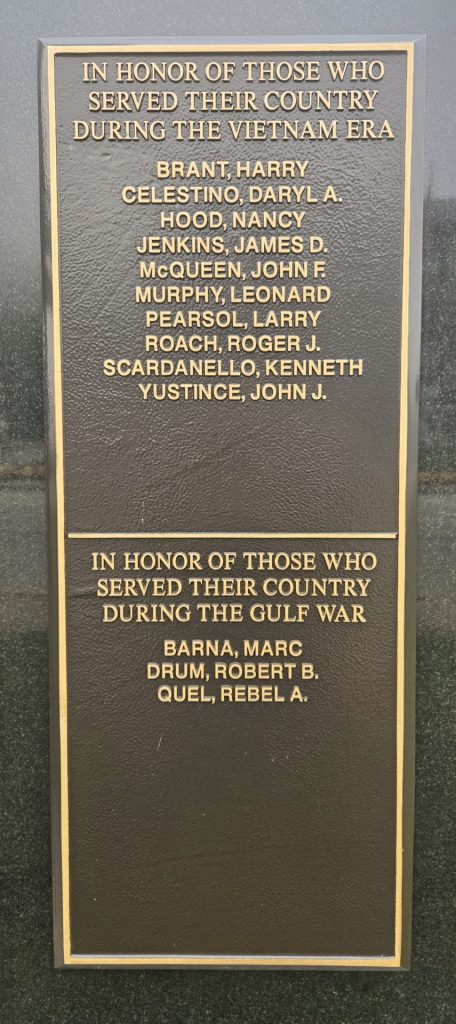 IN HONOR OF THOSE WHO
SERVED THEIR COUNTRY
DURING THE VIETNAM ERA
BRANT, HARRY
CELESTINO, DARYL A.
HOOD, NANCY
JENKINS, JAMES D.
McQUEEN, JOHN F.
MURPHY, LEONARD
PEARSOL, LARRY
ROACH, ROGER J.
SCARDANELLO, KENNETH
YUSTINCE, JOHN J.
IN HONOR OF THOSE WHO
SERVED THEIR COUNTRY
DURING THE GULF WAR
BARNA, MARC
DRUM, ROBERT B.
QUEL, REBEL A.